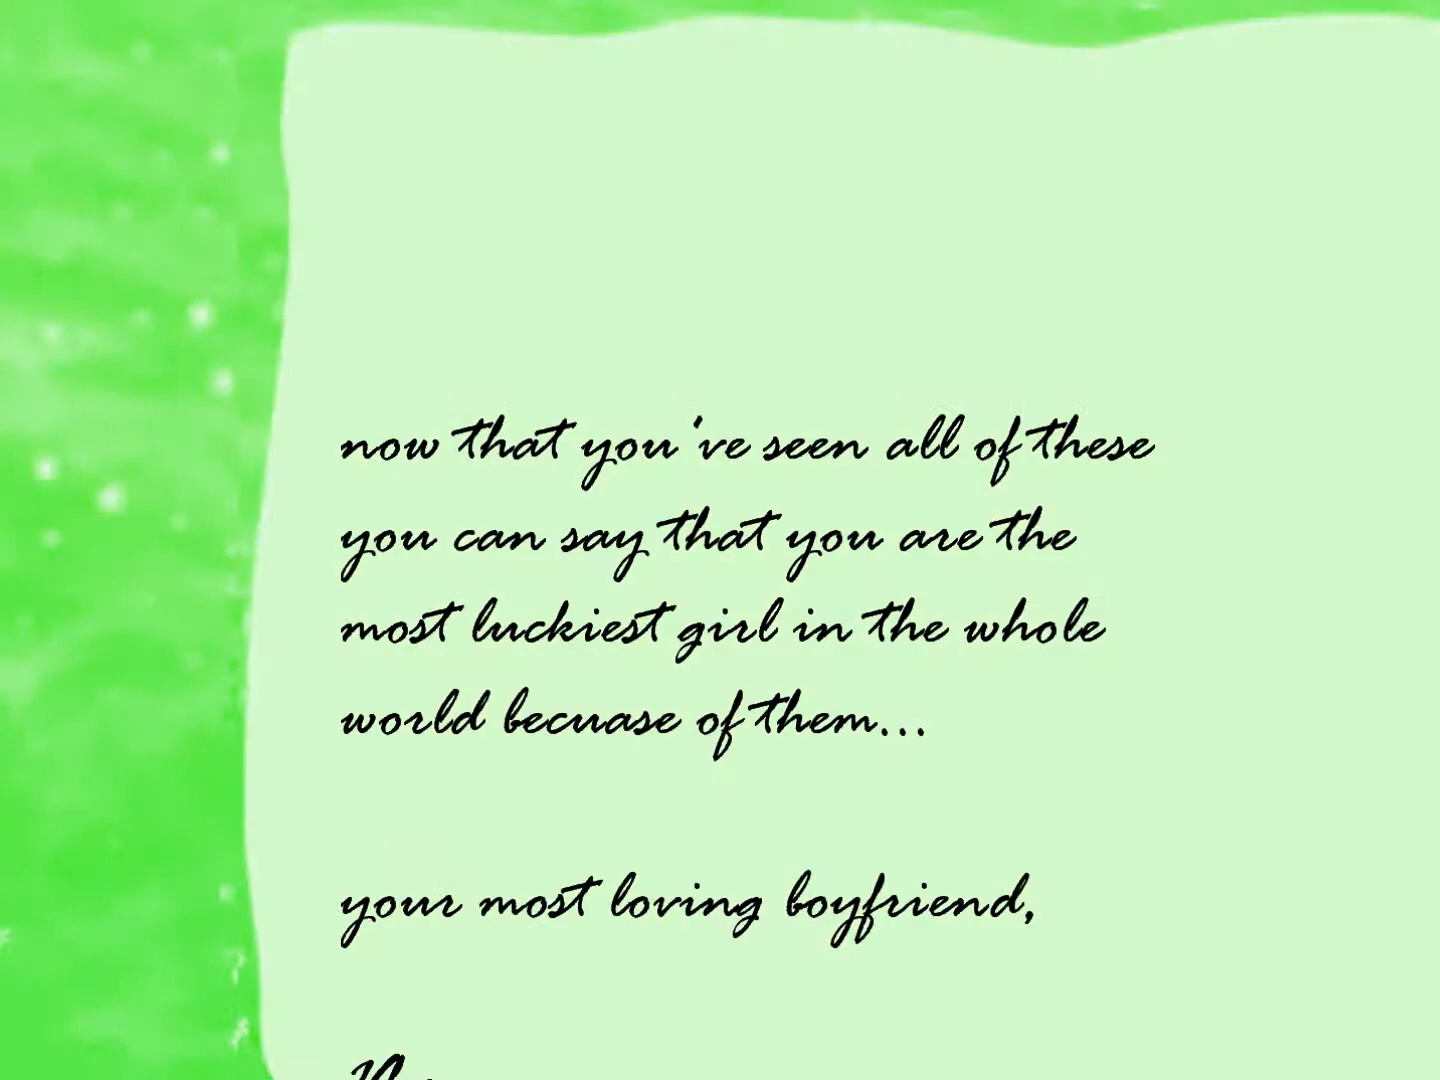 now that you've seen all of these
you can say that you are the
most luckiest girl in the whole
world becuase of them...
your most loving boyfriend,